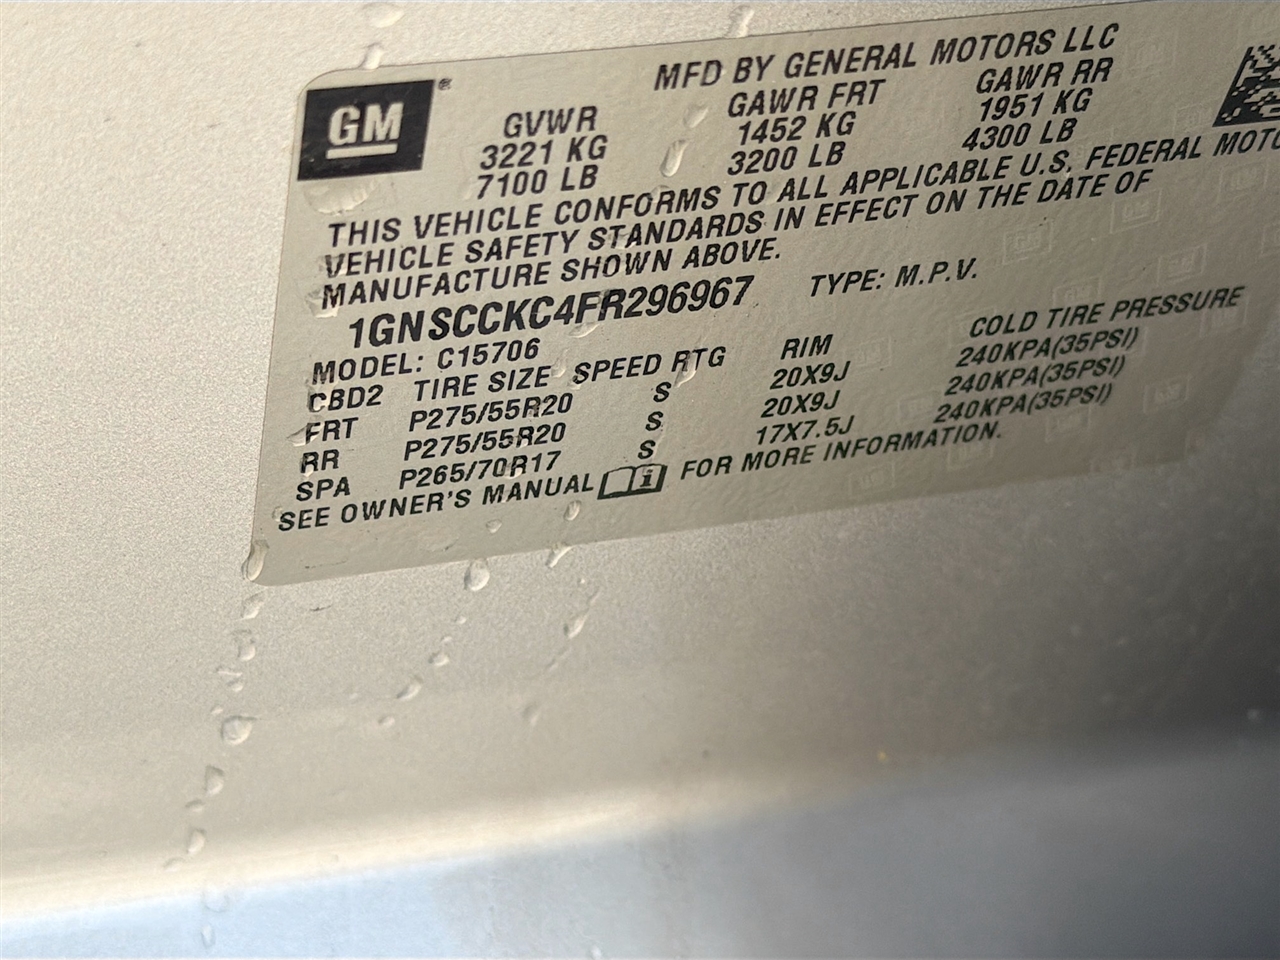 GM®
MFD BY GENERAL MOTORS LLC
GVWR GAWR FRT GAWR RR
3221 KG 1452 KG 1951 KG
7100 LB 3200 LB 4300 LB
THIS VEHICLE CONFORMS TO ALL APPLICABLE U.S. FEDERAL MOTO
VEHICLE SAFETY STANDARDS IN EFFECT ON THE DATE OF
MANUFACTURE SHOWN ABOVE.
1GNSCCKC4FR296967 TYPE: M.P.V.
MODEL: C15706
CBD2 TIRE SIZE SPEED RTG RIM COLD TIRE PRESSURE
FRT P275/55R20 S 20X9J 240KPA(35PSI)
RR P275/55R20 S 20X9J 240KPA(35PSI)
SPA P265/70R17 S 17X7.5J 240KPA(35PSI)
SEE OWNER'S MANUAL i FOR MORE INFORMATION.